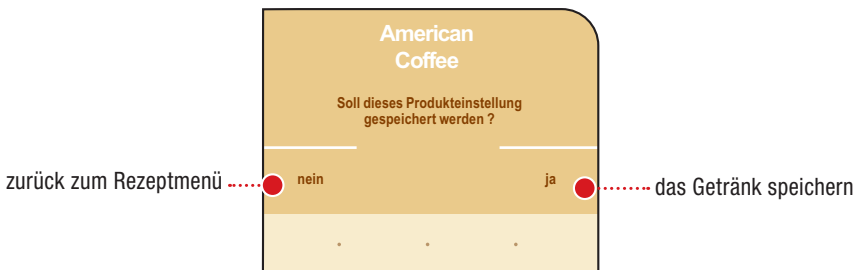 American
Coffee
Soll dieses Produkteinstellung
gespeichert werden ?
zurück zum Rezeptmenü
nein
ja
das Getränk speichern